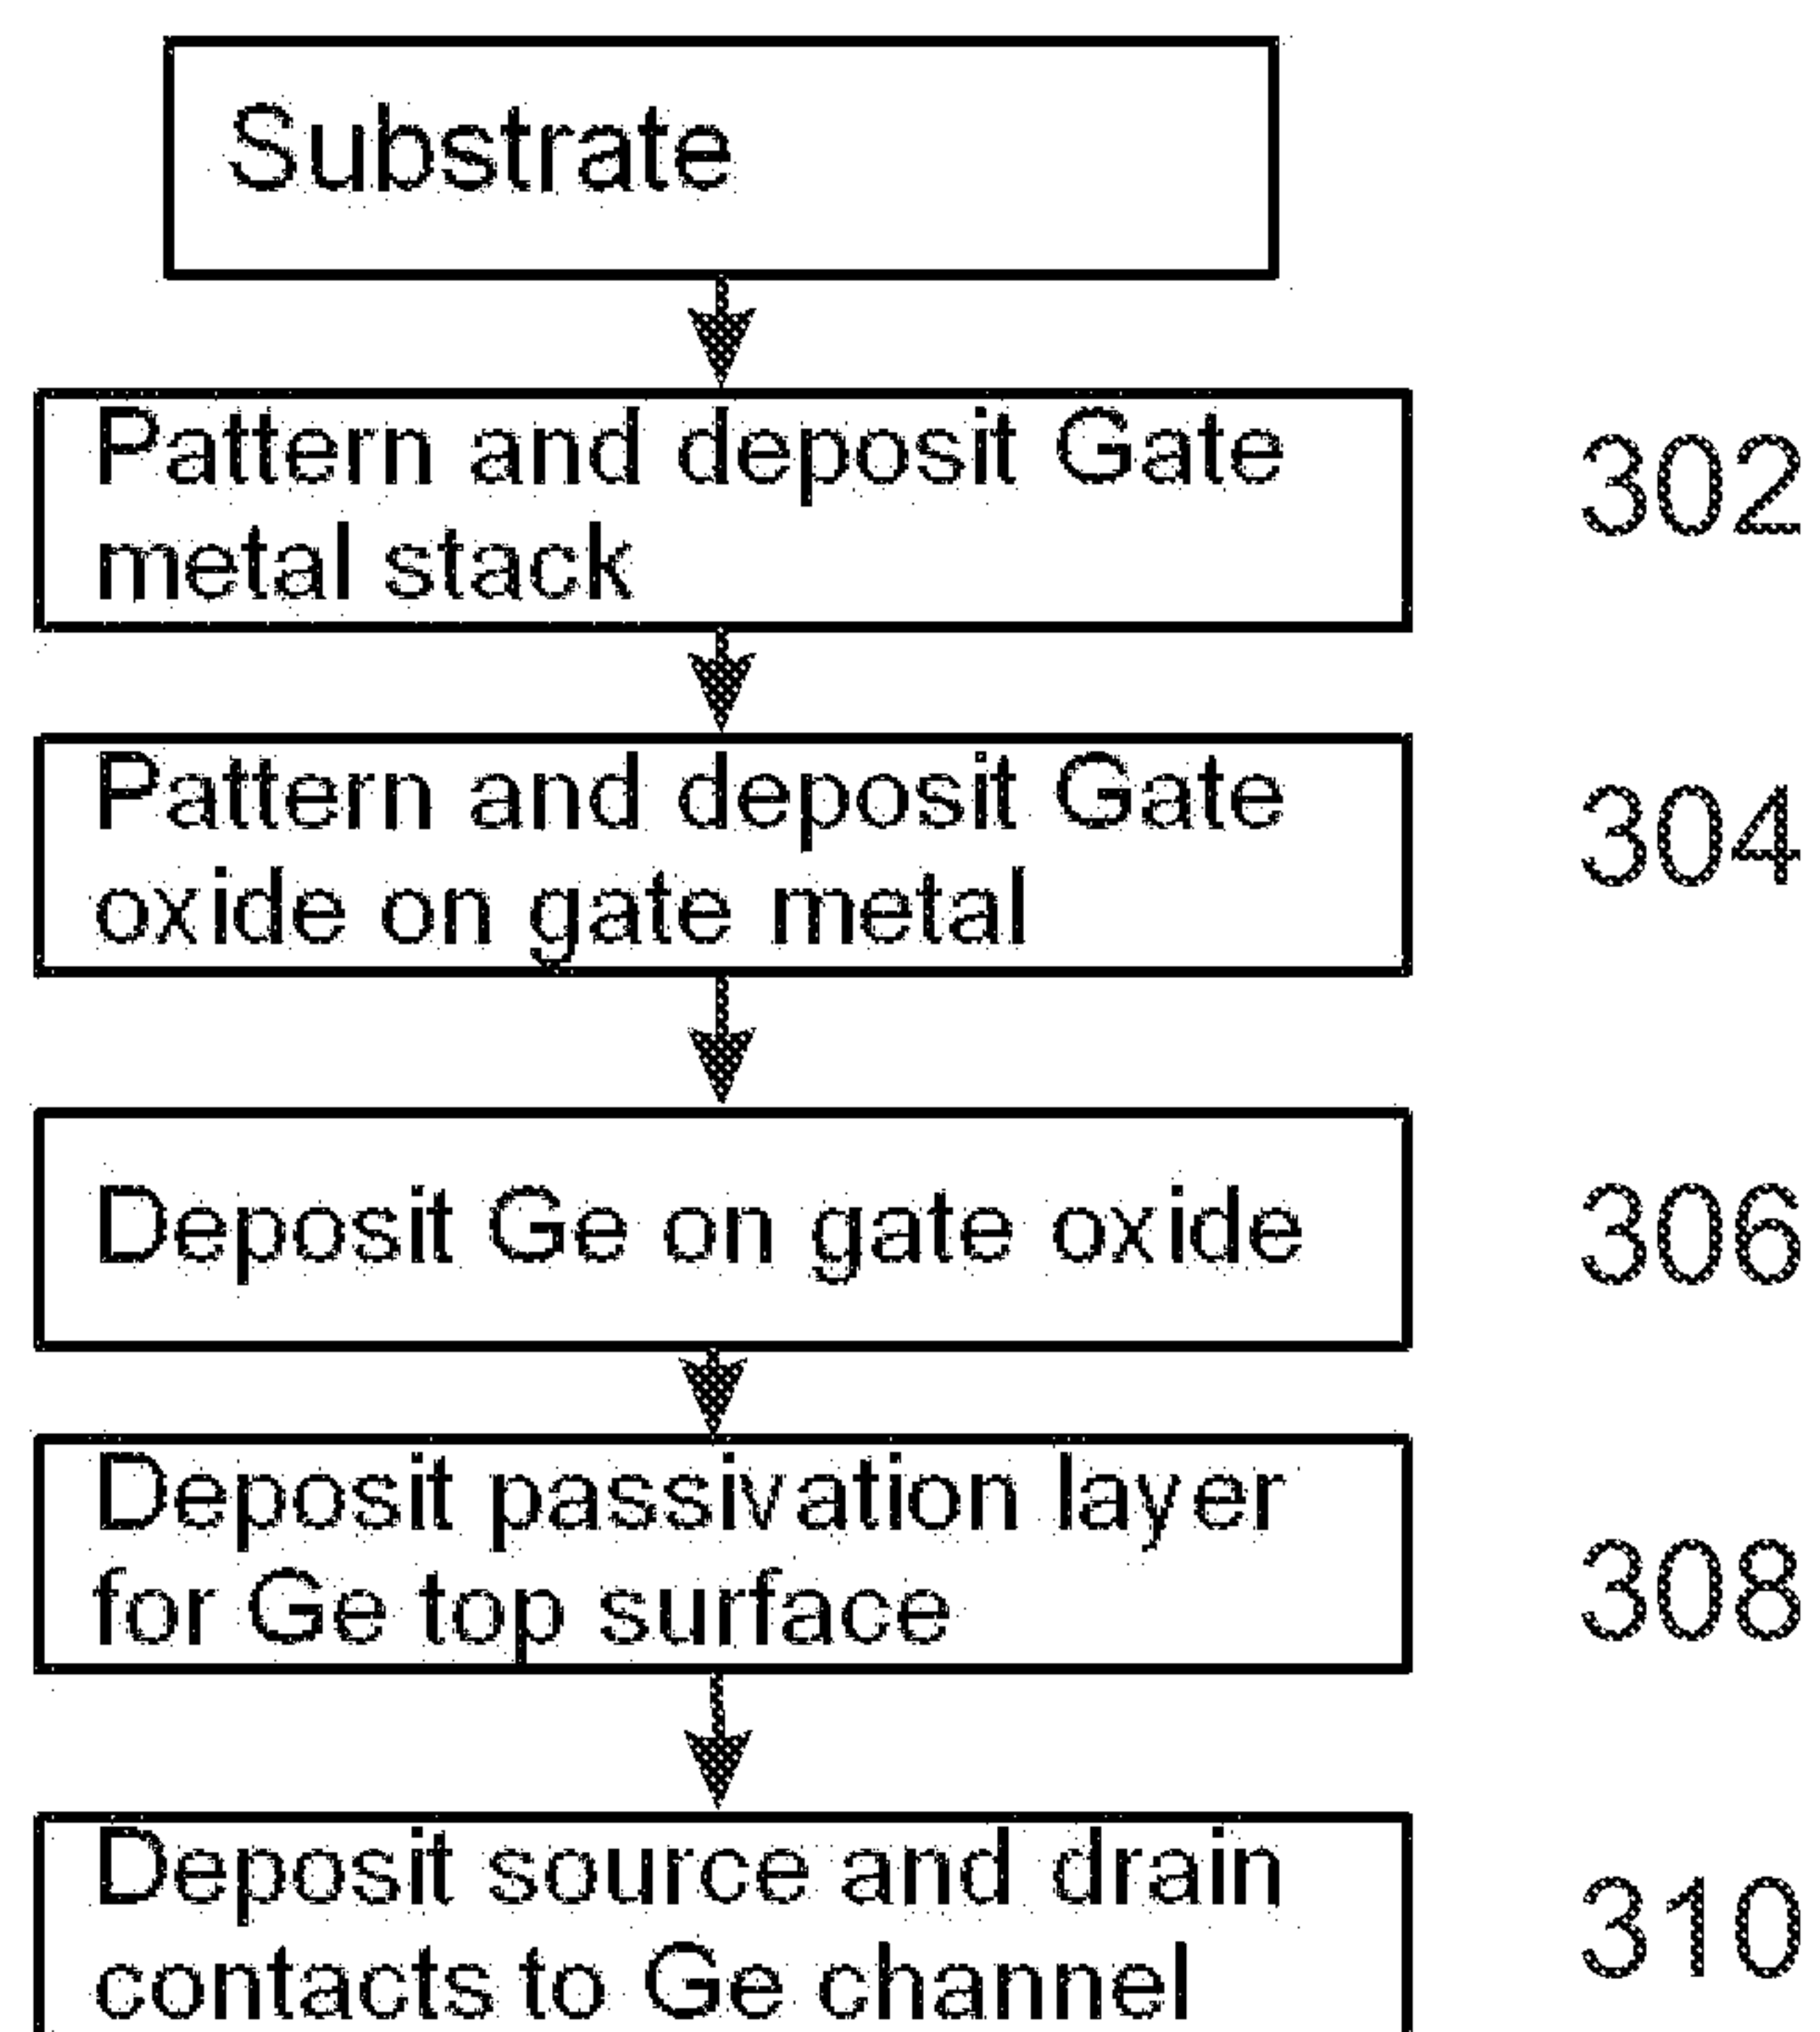 Substrate
Pattern and deposit Gate
metal stack
302
Pattern and deposit Gate
oxide on gate metal
304
Deposit Ge on gate oxide
306
Deposit passivation layer
for Ge top surface
308
Deposit source and drain
contacts to Ge channel
310